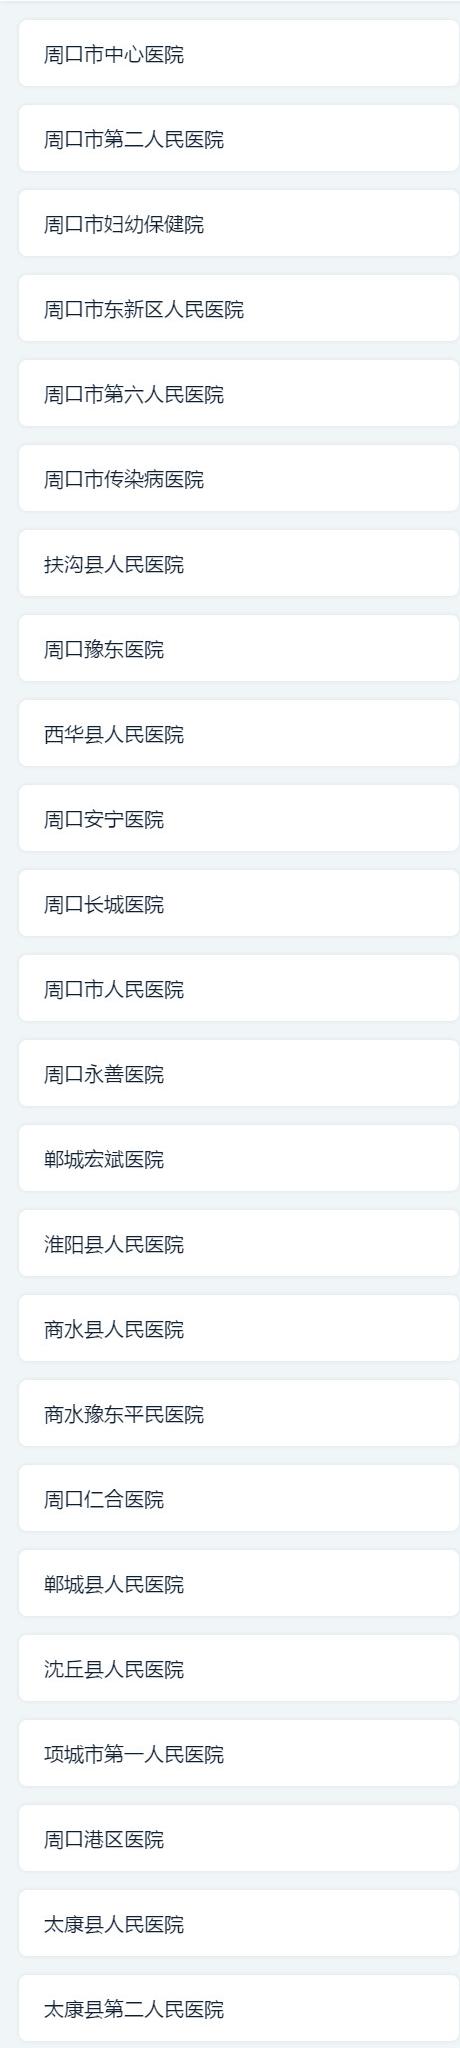 周口市中心医院
周口市第二人民医院
周口市妇幼保健院
周口市东新区人民医院
周口市第六人民医院
周口市传染病医院
扶沟县人民医院
周口豫东医院
西华县人民医院
周口安宁医院
周口长城医院
周口市人民医院
周口永善医院
郸城宏斌医院
淮阳县人民医院
商水县人民医院
商水豫东平民医院
周口仁合医院
郸城县人民医院
沈丘县人民医院
项城市第一人民医院
周口港区医院
太康县人民医院
太康县第二人民医院